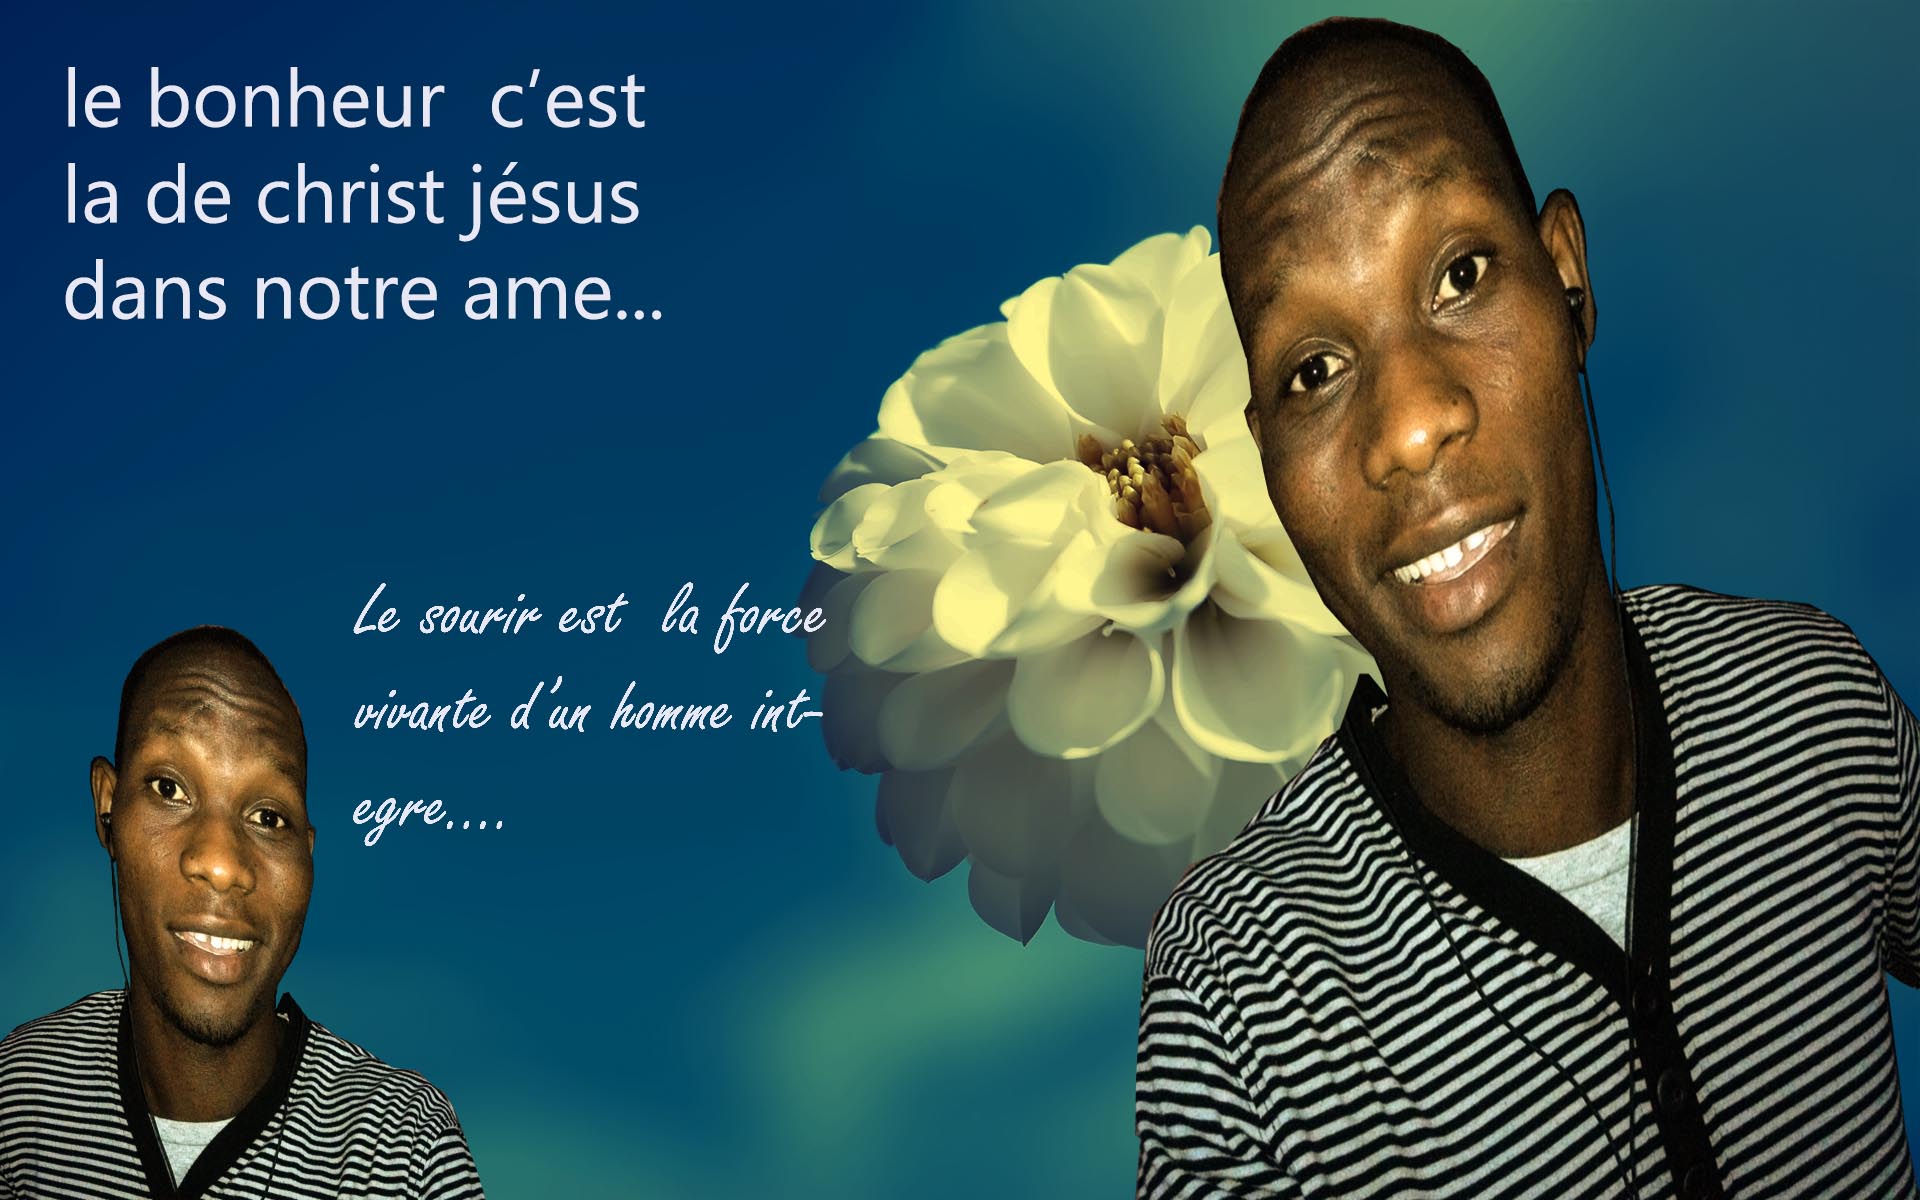 le bonheur  c’est
la de christ jésus
dans notre ame...
Le sourir est  la force
vivante d’un homme int-
egre....